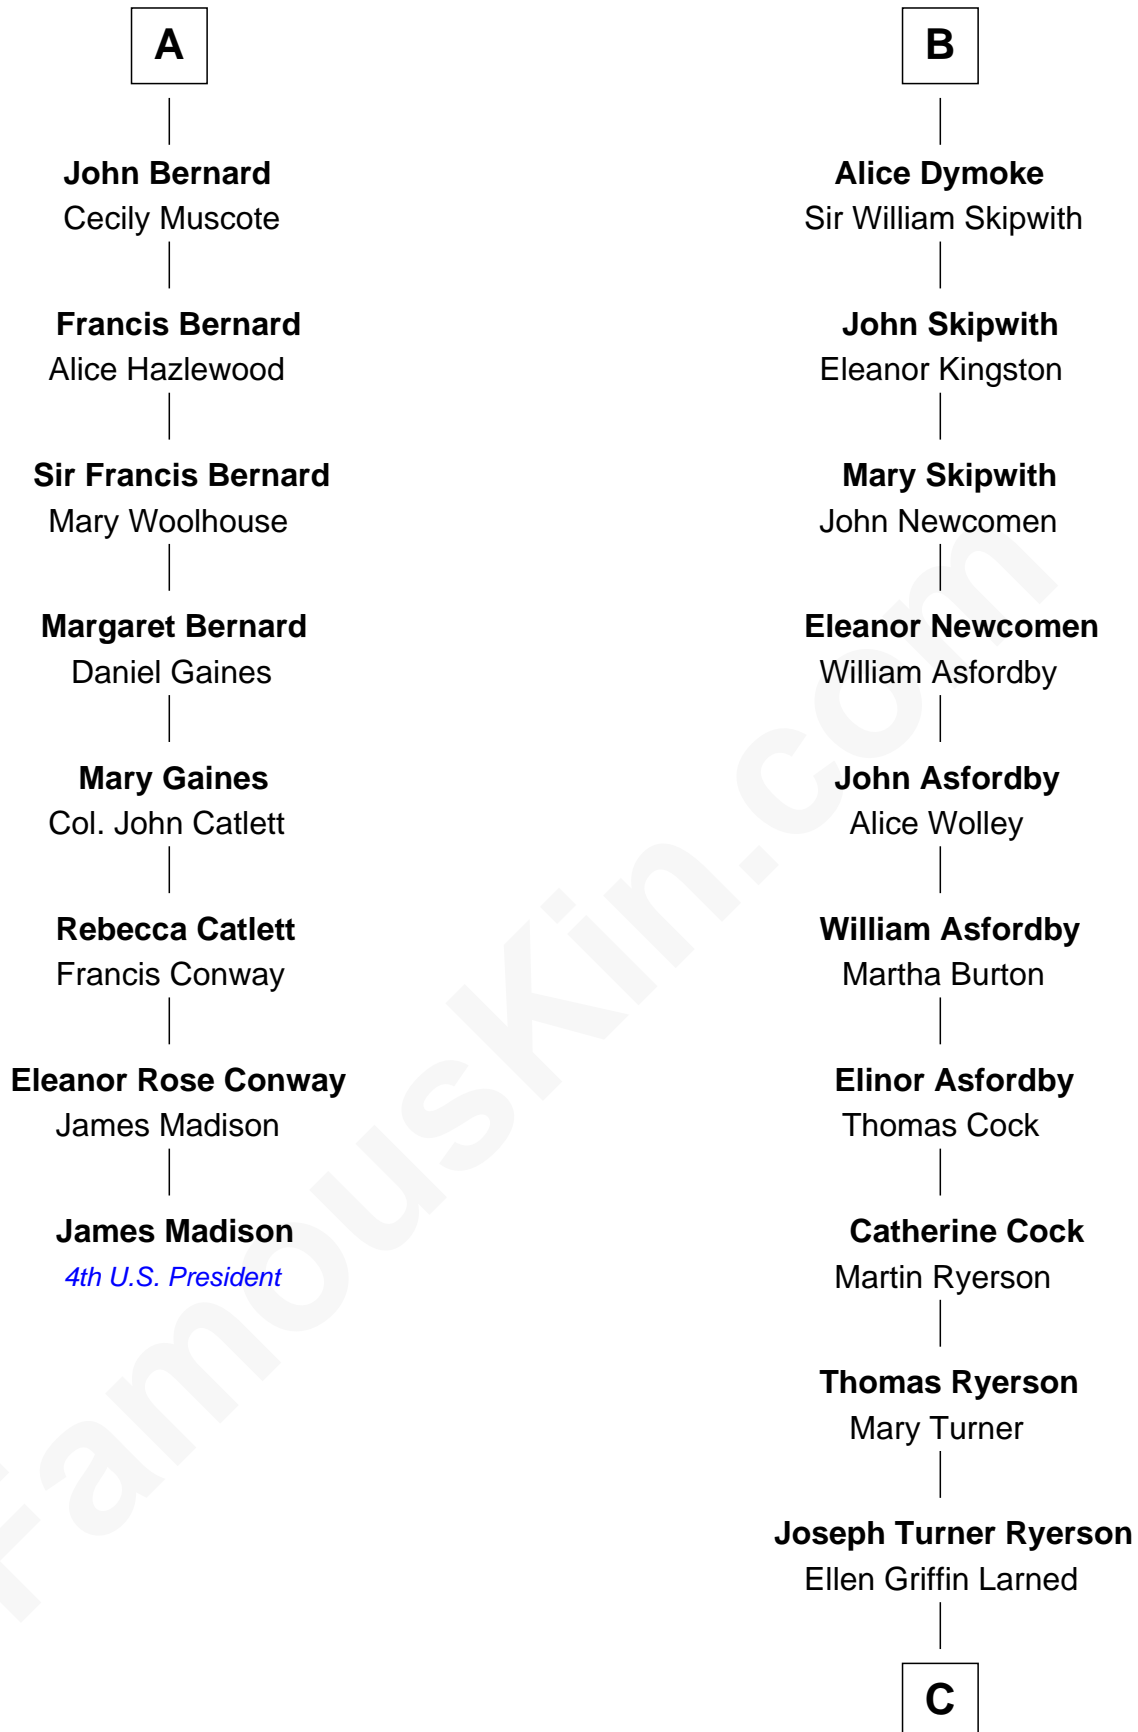 A
John Bernard
Cecily Muscote
Francis Bernard
Alice Hazlewood
Sir Francis Bernard
Mary Woolhouse
Margaret Bernard
Daniel Gaines
Mary Gaines
Col. John Catlett
Rebecca Catlett
Francis Conway
Eleanor Rose Conway
James Madison
James Madison
4th U.S. President
B
Alice Dymoke
Sir William Skipwith
John Skipwith
Eleanor Kingston
Mary Skipwith
John Newcomen
Eleanor Newcomen
William Asfordby
John Asfordby
Alice Wolley
William Asfordby
Martha Burton
Elinor Asfordby
Thomas Cock
Catherine Cock
Martin Ryerson
Thomas Ryerson
Mary Turner
Joseph Turner Ryerson
Ellen Griffin Larned
C
FamousKin.com